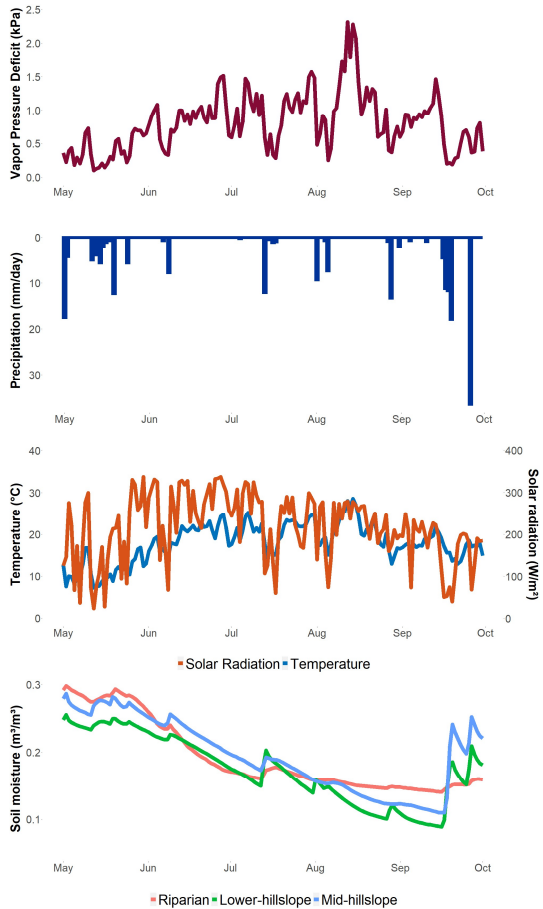 Vapor Pressure Deficit (kPa)
2.5
2.0
1.5
1.0
0.5
0.0
May Jun Jul Aug Sep Oct
Precipitation (mm/day)
0
10
20
30
May Jun Jul Aug Sep Oct
Temperature (°C)
Solar radiation (W/m²)
40 400
30 300
20 200
10 100
0 0
May Jun Jul Aug Sep Oct
Solar Radiation Temperature
Soil moisture (m³/m³)
0.3
0.2
0.1
May Jun Jul Aug Sep Oct
Riparian Lower-hillslope Mid-hillslope